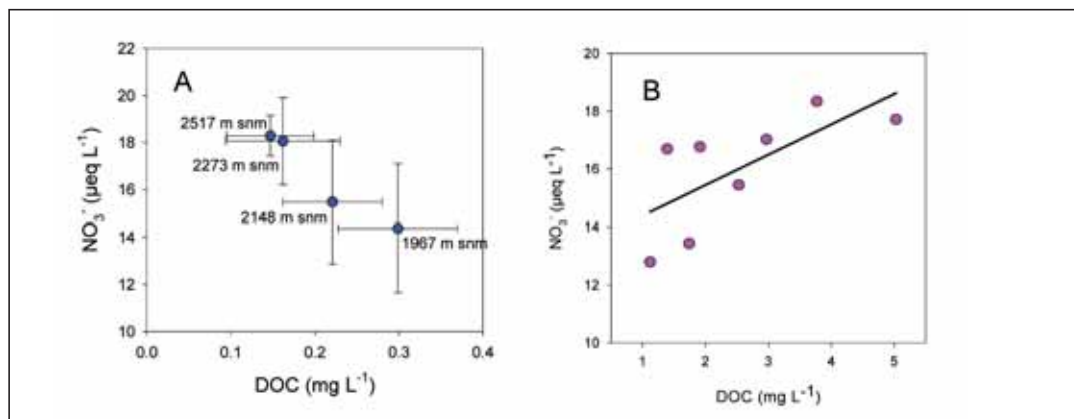 A
22
20
18
16
14
12
10
NO₃⁻ (µeq L⁻¹)
2517 m snm
2273 m snm
2148 m snm
1967 m snm
0.0 0.1 0.2 0.3 0.4
DOC (mg L⁻¹)
B
20
18
16
14
12
10
NO₃⁻ (µeq L⁻¹)
1 2 3 4 5
DOC (mg L⁻¹)